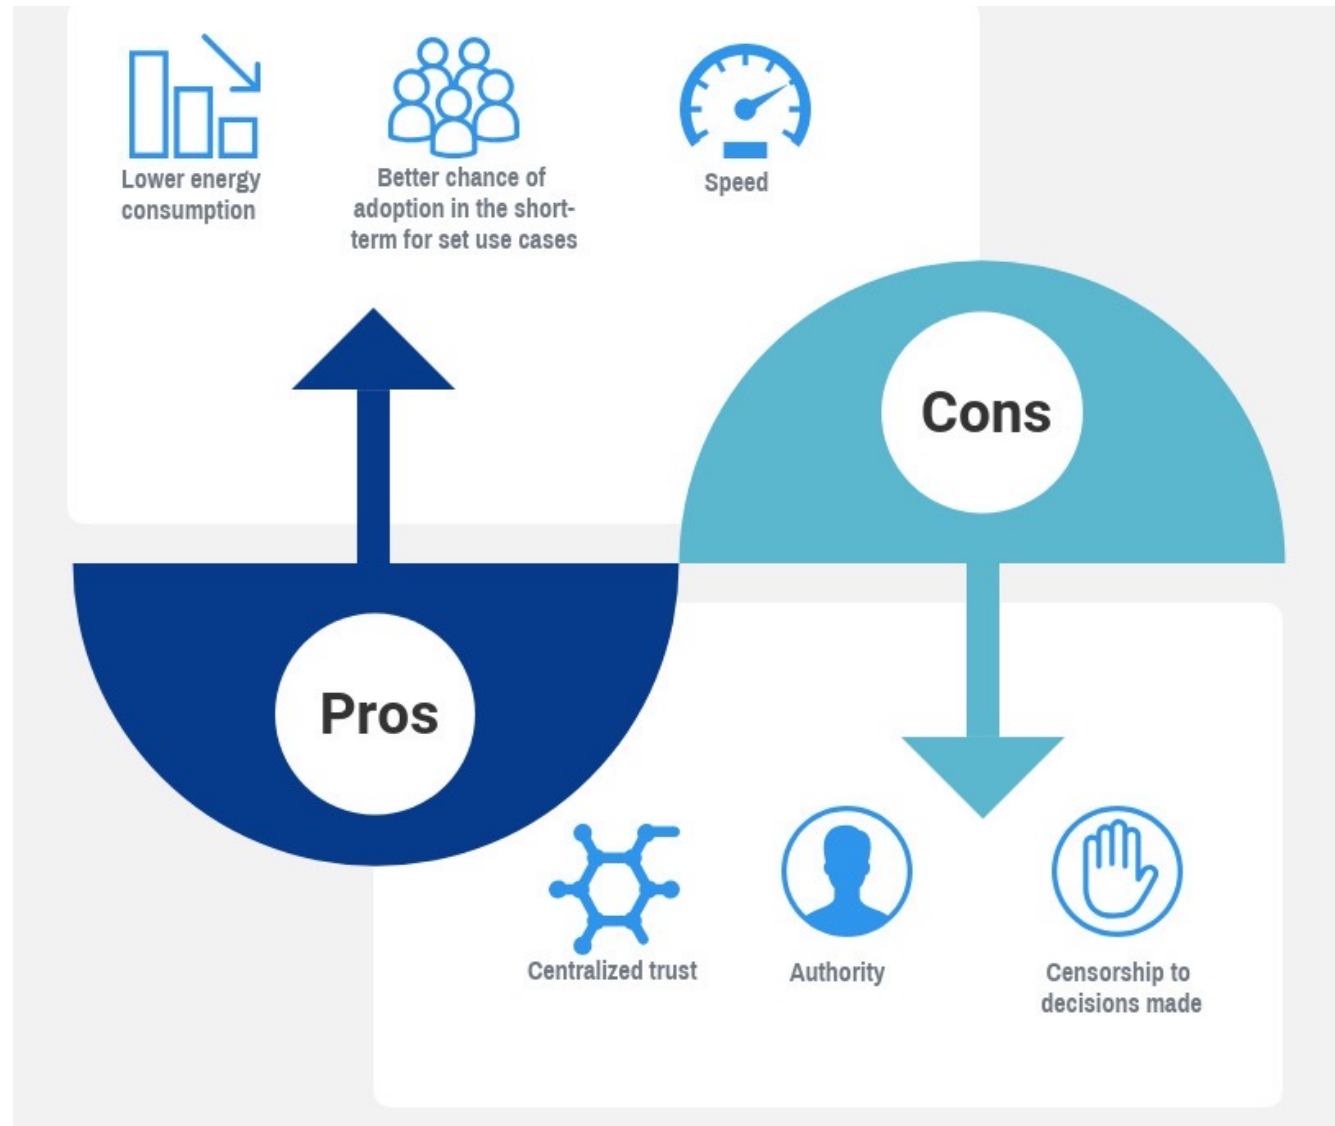 Lower energy
consumption
Better chance of
adoption in the short-
term for set use cases
Speed
Cons
Pros
Centralized trust
Authority
Censorship to
decisions made